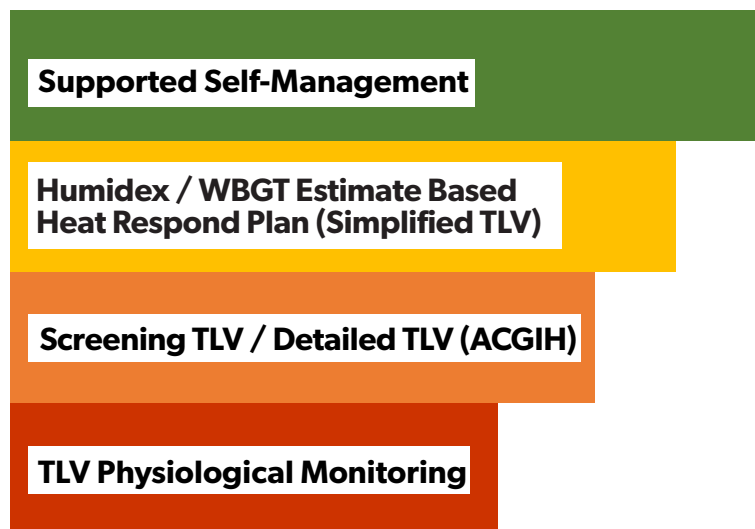 Supported Self-Management
Humidex / WBGT Estimate Based
Heat Respond Plan (Simplified TLV)
Screening TLV / Detailed TLV (ACGIH)
TLV Physiological Monitoring